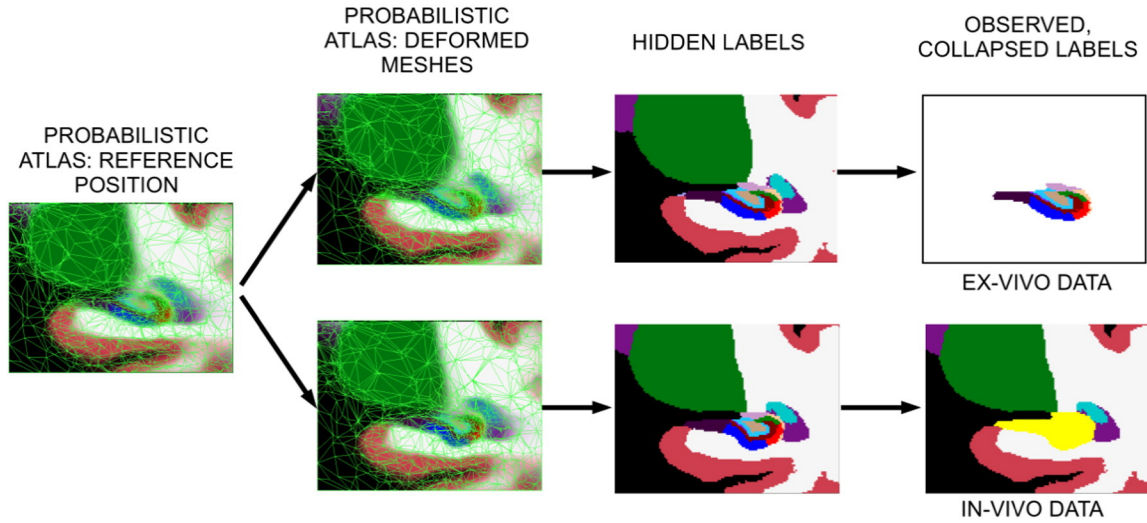 PROBABILISTIC
ATLAS: REFERENCE
POSITION
PROBABILISTIC
ATLAS: DEFORMED
MESHES
HIDDEN LABELS
OBSERVED,
COLLAPSED LABELS
EX-VIVO DATA
IN-VIVO DATA